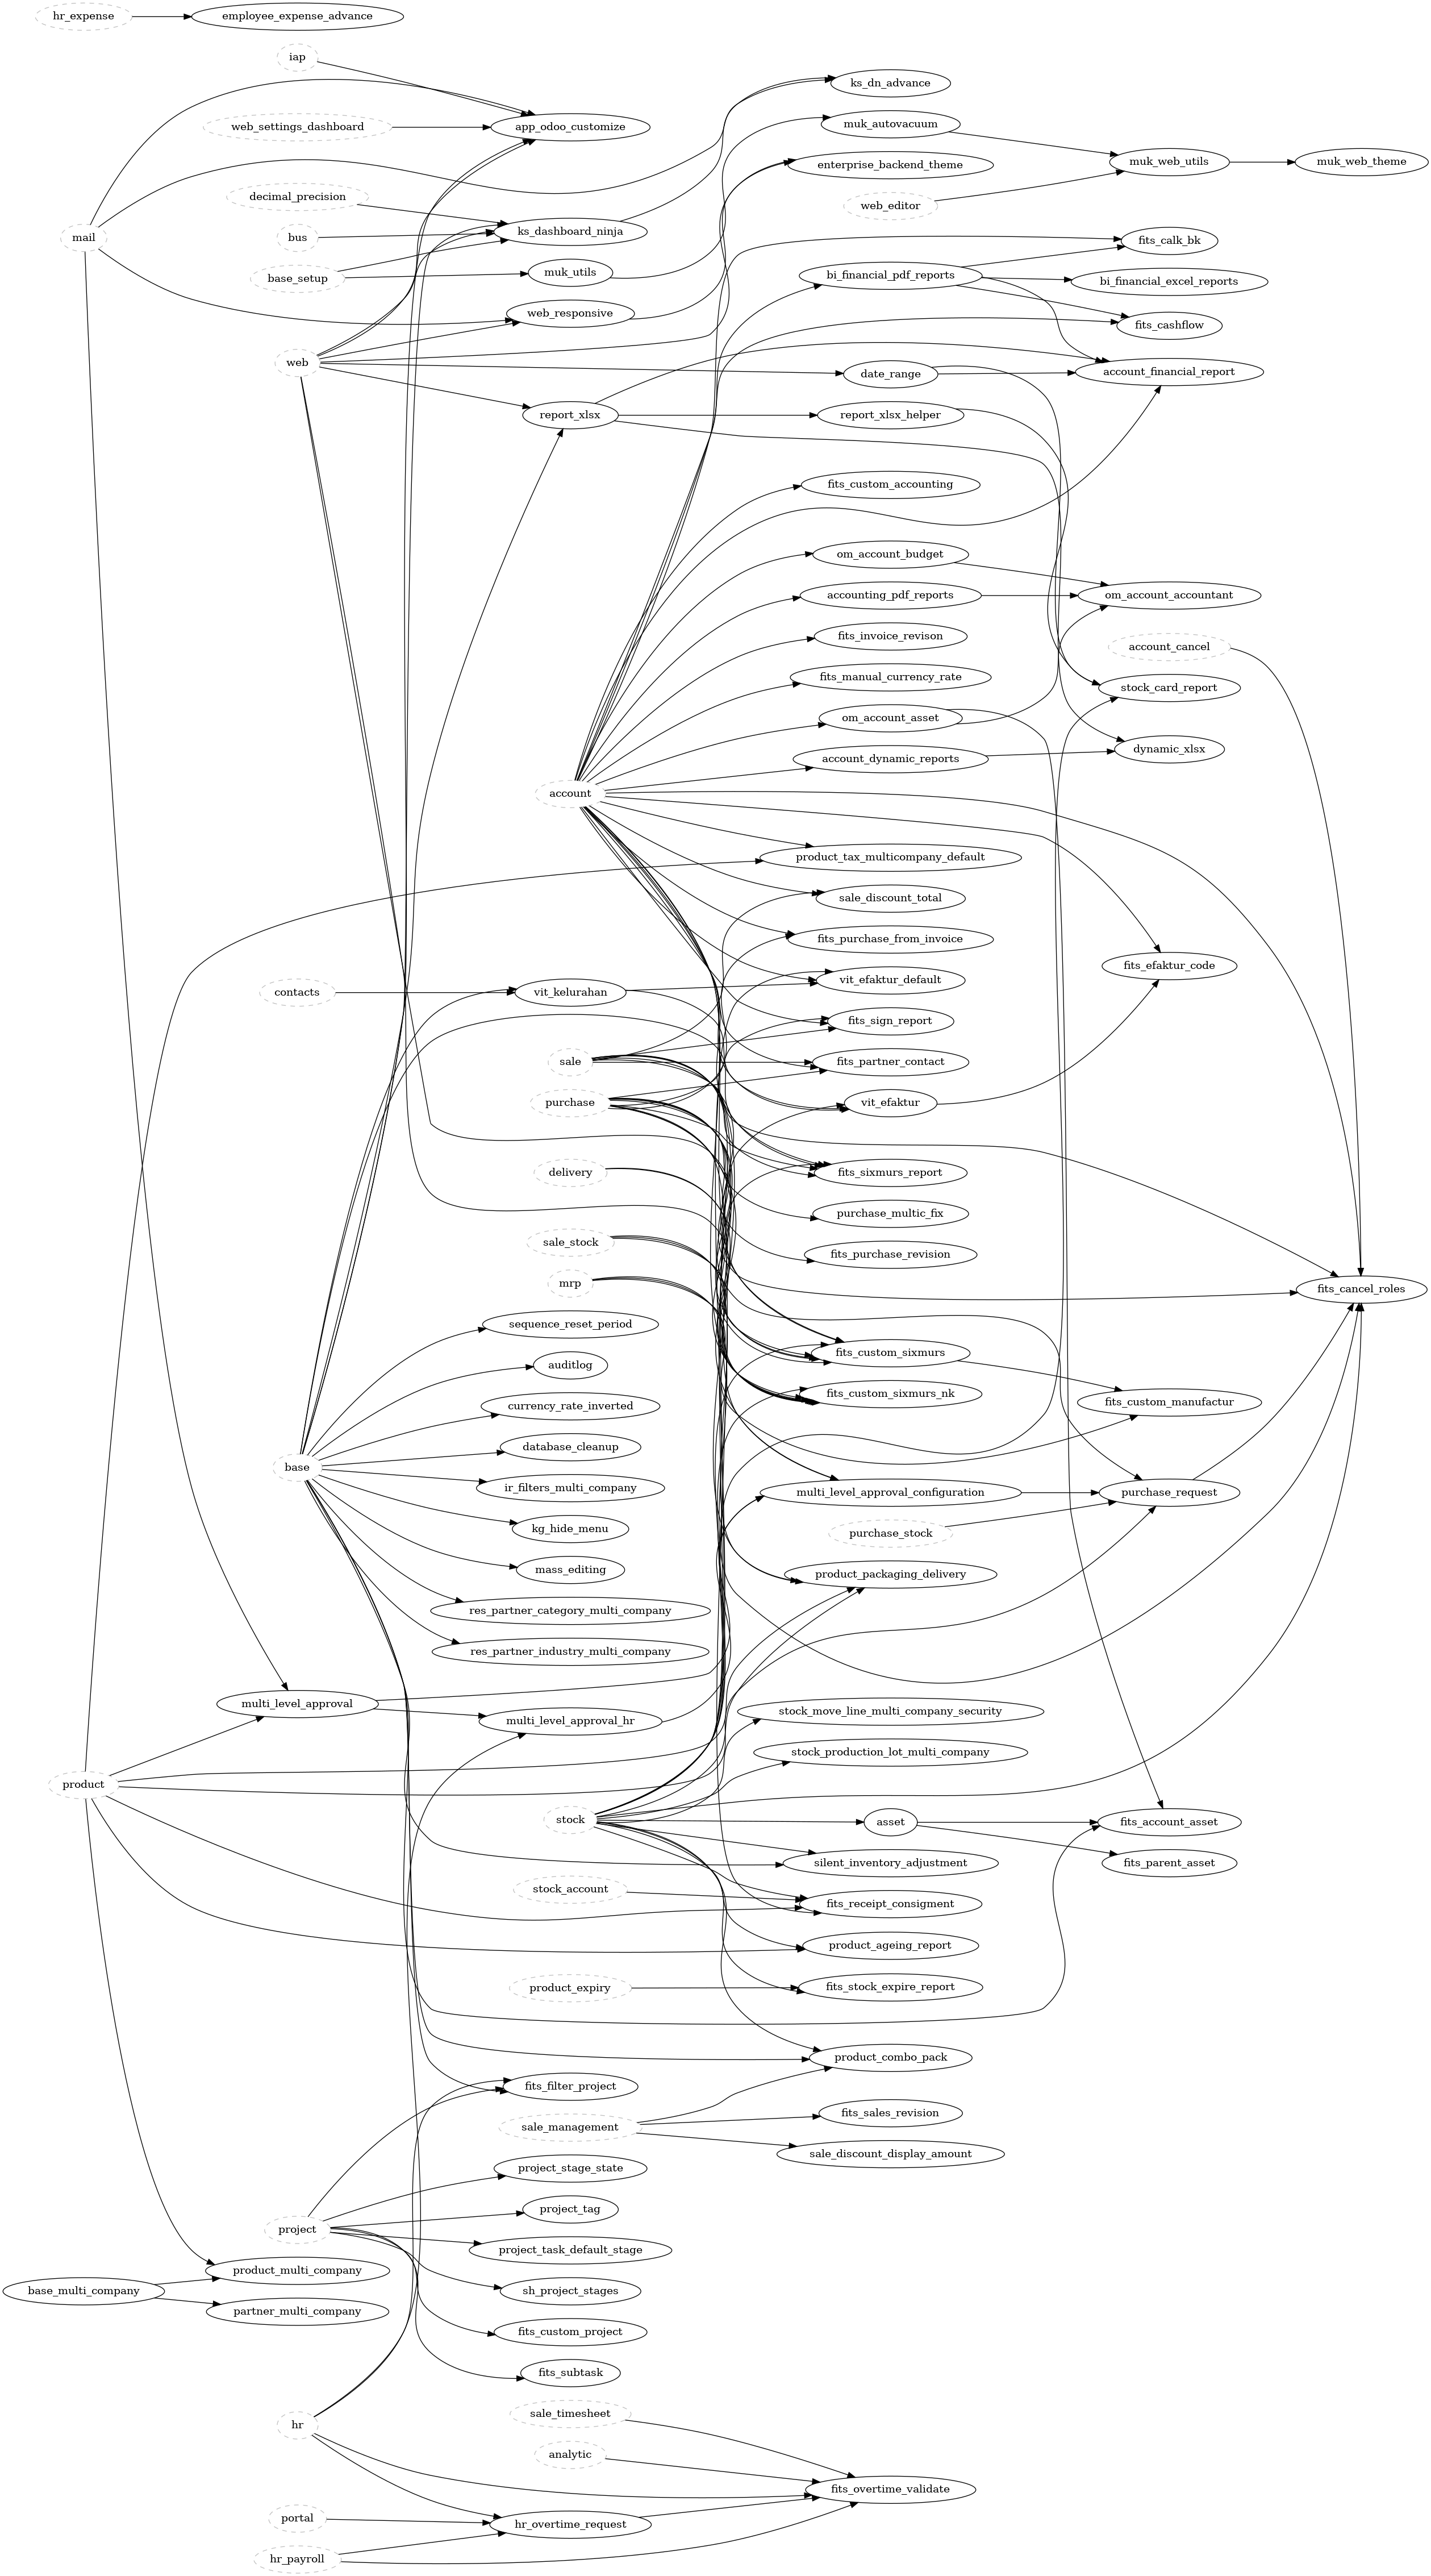 hr_expense
employee_expense_advance
iap
ks_dn_advance
web_settings_dashboard
app_odoo_customize
muk_autovacuum
muk_web_utils
muk_web_theme
enterprise_backend_theme
decimal_precision
web_editor
mail
bus
ks_dashboard_ninja
fits_calk_bk
base_setup
muk_utils
bi_financial_pdf_reports
bi_financial_excel_reports
web_responsive
fits_cashflow
web
date_range
account_financial_report
report_xlsx
report_xlsx_helper
fits_custom_accounting
om_account_budget
accounting_pdf_reports
om_account_accountant
fits_invoice_revison
account_cancel
fits_manual_currency_rate
stock_card_report
om_account_asset
dynamic_xlsx
account_dynamic_reports
account
product_tax_multicompany_default
sale_discount_total
fits_purchase_from_invoice
fits_efaktur_code
contacts
vit_kelurahan
vit_efaktur_default
fits_sign_report
sale
fits_partner_contact
purchase
vit_efaktur
delivery
fits_sixmurs_report
purchase_multic_fix
sale_stock
fits_purchase_revision
mrp
fits_cancel_roles
sequence_reset_period
fits_custom_sixmurs
auditlog
fits_custom_sixmurs_nk
fits_custom_manufactur
currency_rate_inverted
database_cleanup
base
ir_filters_multi_company
multi_level_approval_configuration
purchase_request
kg_hide_menu
purchase_stock
mass_editing
product_packaging_delivery
res_partner_category_multi_company
res_partner_industry_multi_company
multi_level_approval
multi_level_approval_hr
stock_move_line_multi_company_security
stock_production_lot_multi_company
product
stock
asset
fits_account_asset
silent_inventory_adjustment
fits_parent_asset
stock_account
fits_receipt_consigment
product_ageing_report
product_expiry
fits_stock_expire_report
product_combo_pack
fits_filter_project
fits_sales_revision
sale_management
sale_discount_display_amount
project_stage_state
project_tag
project
project_task_default_stage
product_multi_company
base_multi_company
sh_project_stages
partner_multi_company
fits_custom_project
fits_subtask
sale_timesheet
hr
analytic
fits_overtime_validate
portal
hr_overtime_request
hr_payroll